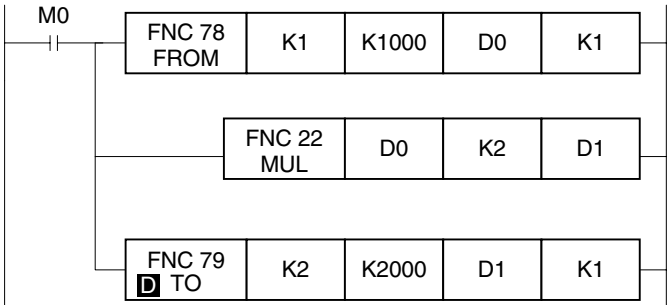 M0
FNC 78
FROM K1 K1000 D0 K1
FNC 22
MUL D0 K2 D1
FNC 79
D TO K2 K2000 D1 K1